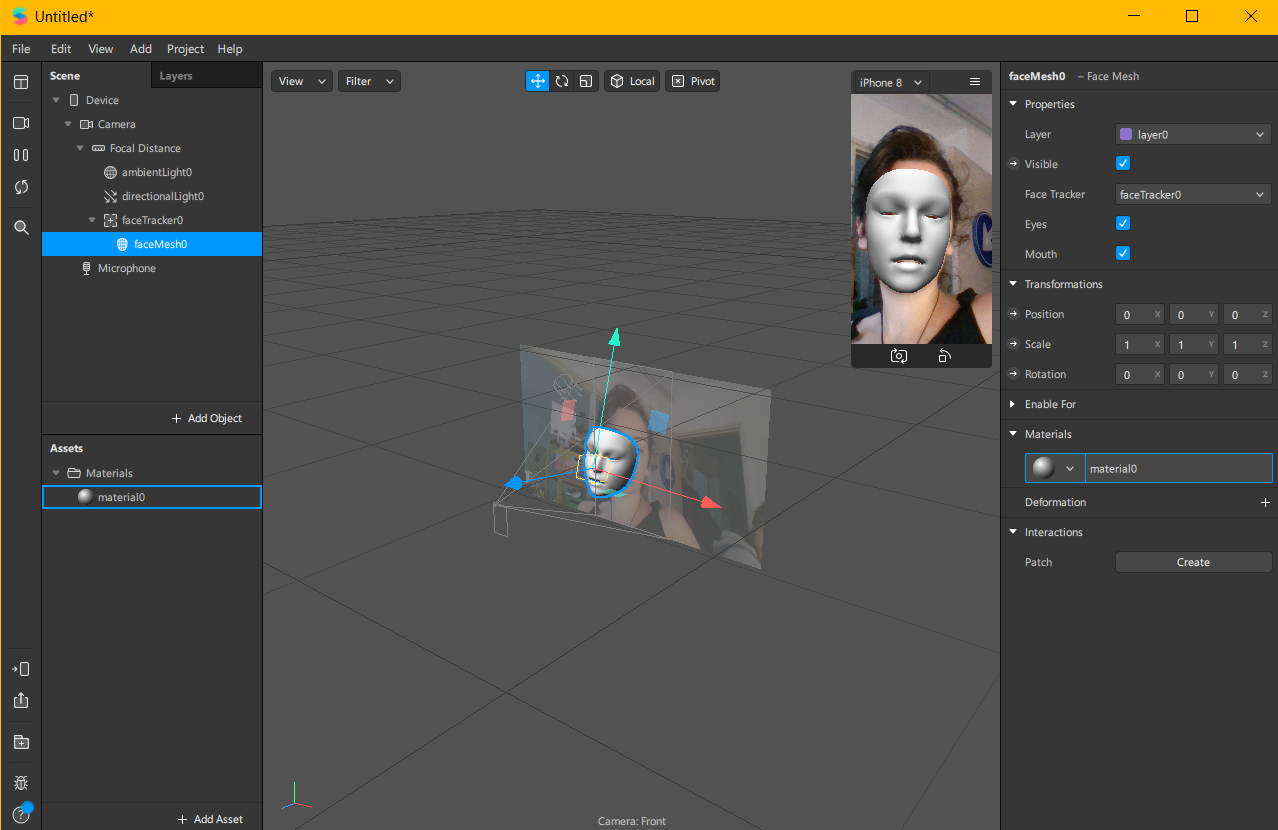 Untitled*
File Edit View Add Project Help
Scene Layers
Device
Camera
Focal Distance
ambientLight0
directionalLight0
faceTracker0
faceMesh0
Microphone
+ Add Object
Assets
Materials
material0
+ Add Asset
View Filter Local Pivot
iPhone 8
Camera: Front
faceMesh0 – Face Mesh
Properties
Layer layer0
Visible
Face Tracker faceTracker0
Eyes
Mouth
Transformations
Position 0 X 0 Y 0 Z
Scale 1 X 1 Y 1 Z
Rotation 0 X 0 Y 0 Z
Enable For
Materials
material0
Deformation +
Interactions
Patch Create